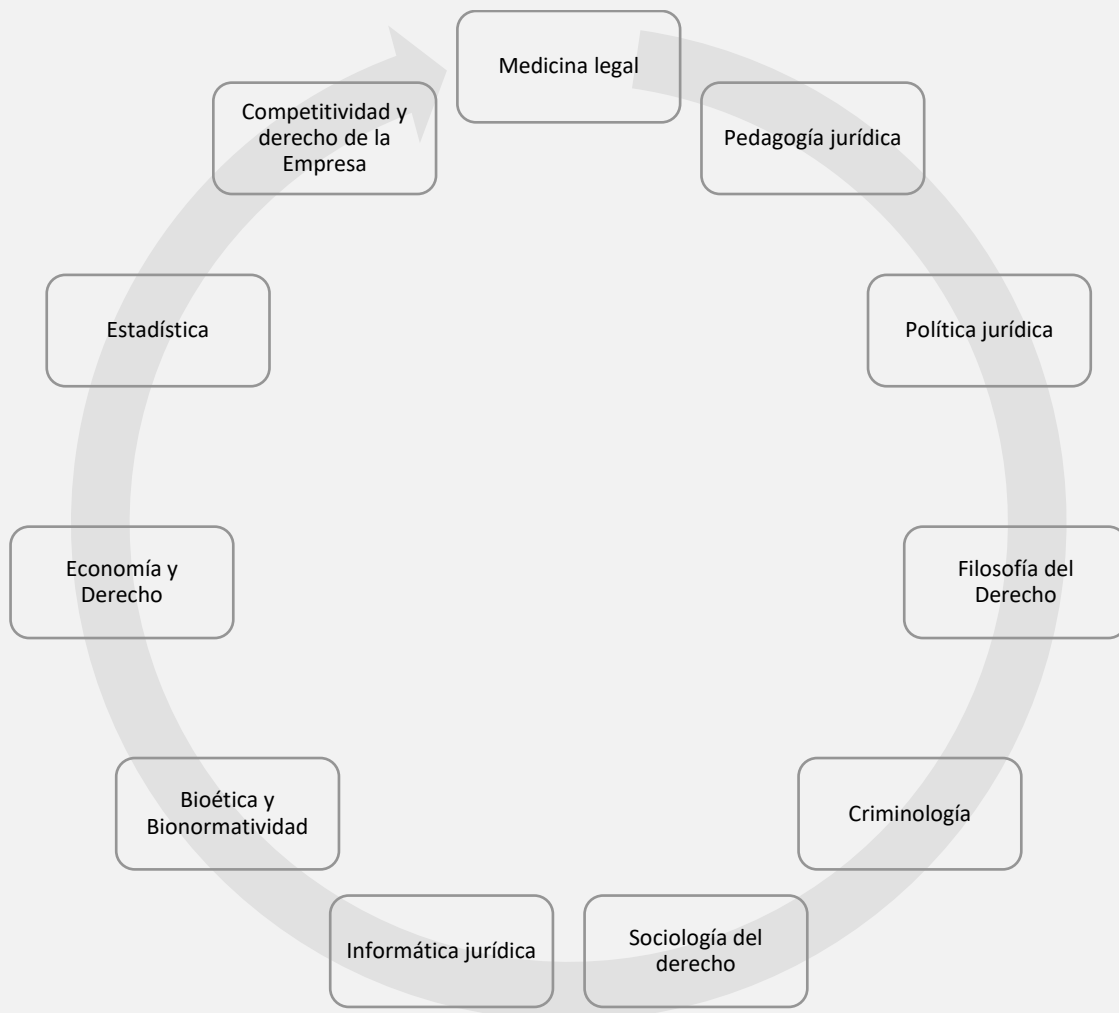 Medicina legal
Pedagogía jurídica
Política jurídica
Filosofía del
Derecho
Criminología
Sociología del
derecho
Informática jurídica
Bioética y
Bionormatividad
Economía y
Derecho
Estadística
Competitividad y
derecho de la
Empresa